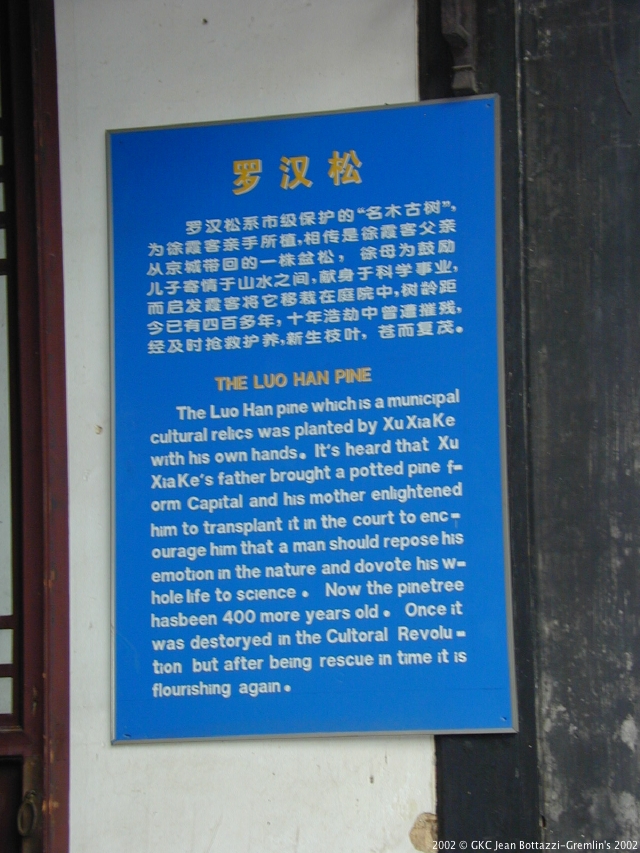 罗汉松
罗汉松系市级保护的“名木古树”，
为徐霞客亲手所植，相传是徐霞客父亲
从京城带回的一株盆松， 徐母为鼓励
儿子寄情于山水之间，献身于科学事业，
而启发霞客将它移栽在庭院中，树龄距
今已有四百多年，十年浩劫中曾遭摧残，
经及时抢救护养，新生枝叶， 甚而复茂。
THE LUO HAN PINE
The Luo Han pine which is a municipal
cultural relics was planted by Xu XiaKe
with his own hands。 It's heard that Xu
XiaKe's father brought a potted pine f-
orm Capital and his mother enlightened
him to transplant it in the court to enc-
ourage him that a man should repose his
emotion in the nature and dovote his w-
hole life to science 。 Now the pinetree
hasbeen 400 more years old 。 Once it
was destoryed in the Cultoral Revolu-
tion but after being rescue in time it is
flourishing again。
2002 © GKC Jean Bottazzi-Gremlin's 2002